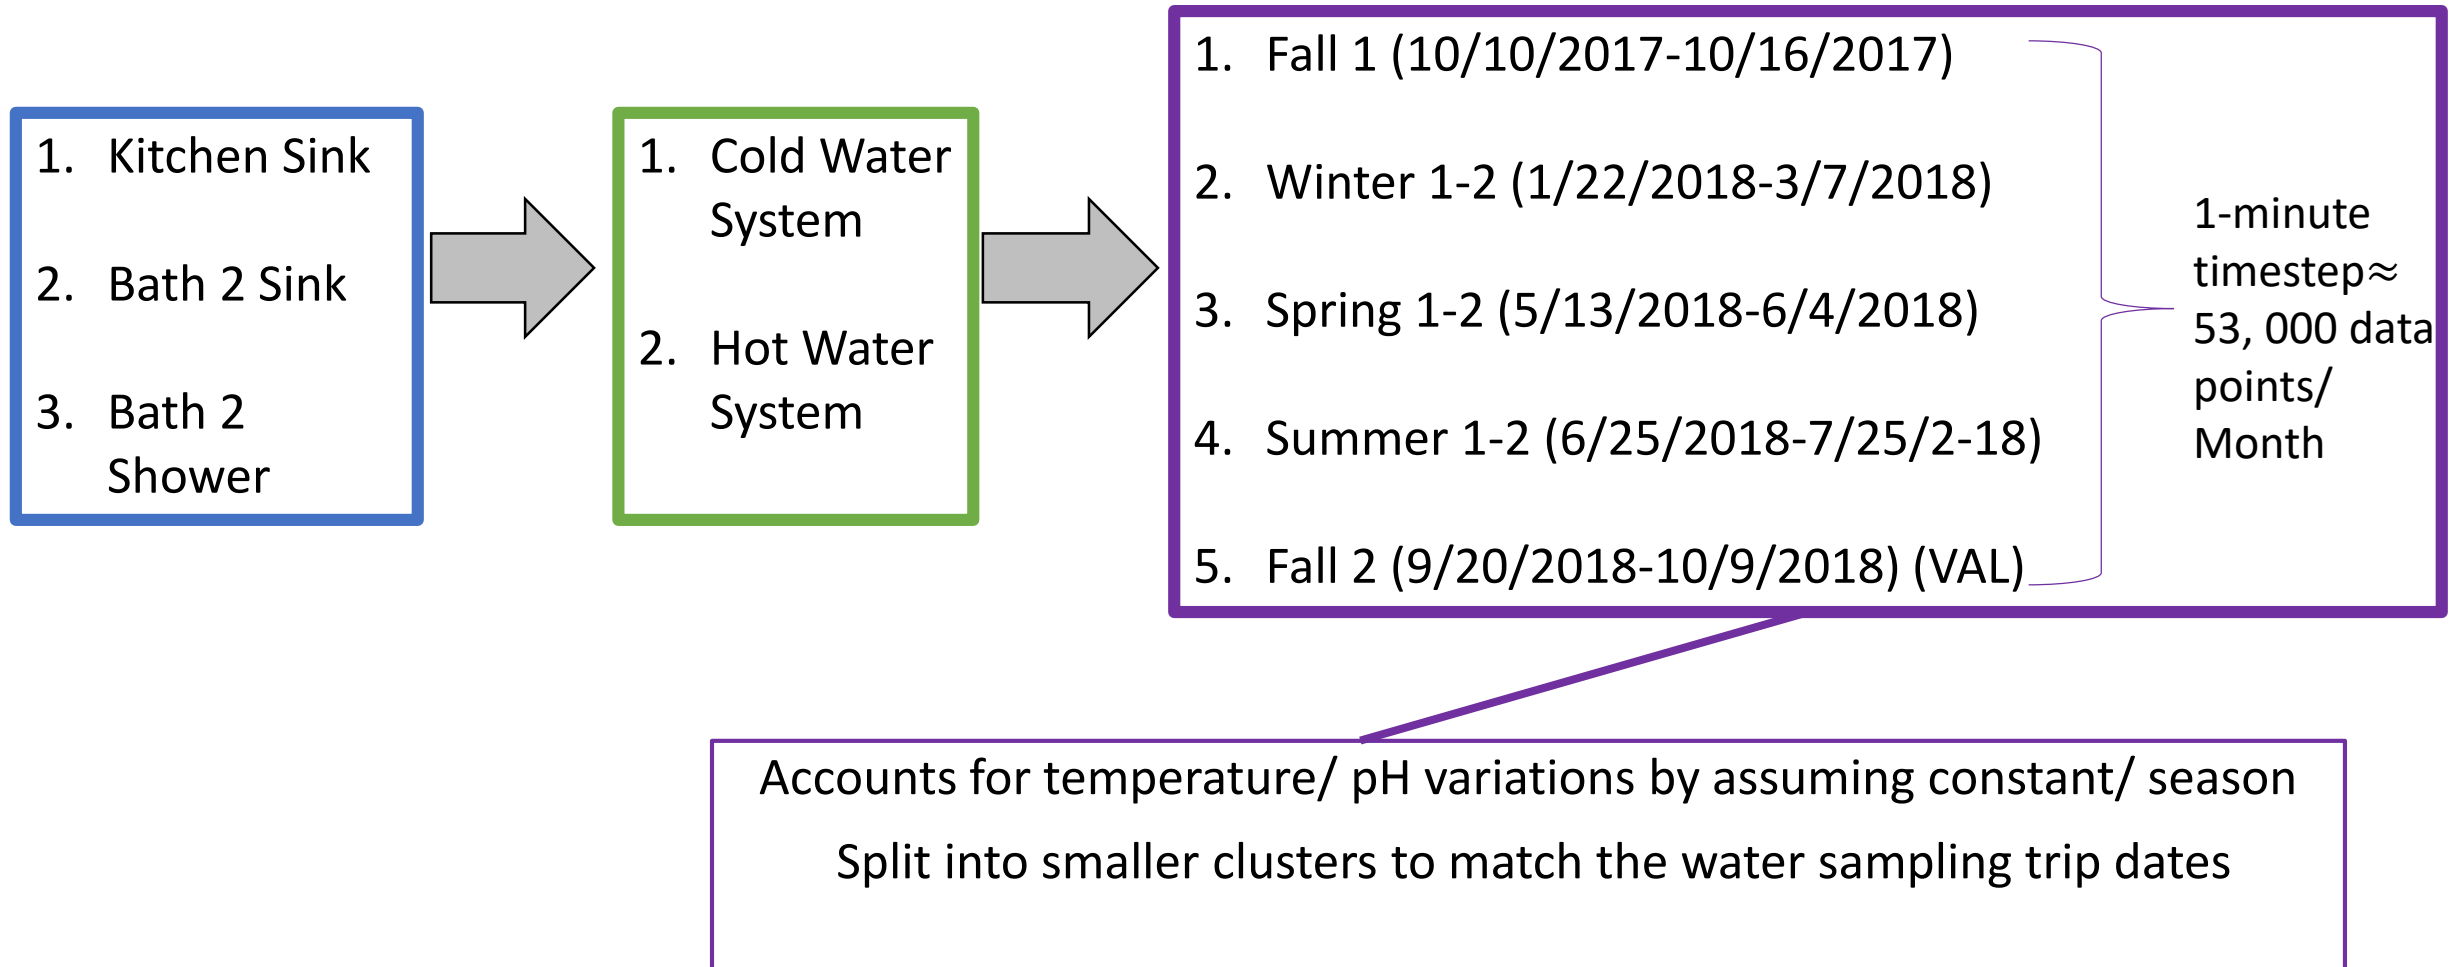 1. Kitchen Sink
2. Bath 2 Sink
3. Bath 2
Shower
1. Cold Water
System
2. Hot Water
System
1. Fall 1 (10/10/2017-10/16/2017)
2. Winter 1-2 (1/22/2018-3/7/2018)
3. Spring 1-2 (5/13/2018-6/4/2018)
4. Summer 1-2 (6/25/2018-7/25/2-18)
5. Fall 2 (9/20/2018-10/9/2018) (VAL)
1-minute
timestep≈
53, 000 data
points/
Month
Accounts for temperature/ pH variations by assuming constant/ season
Split into smaller clusters to match the water sampling trip dates